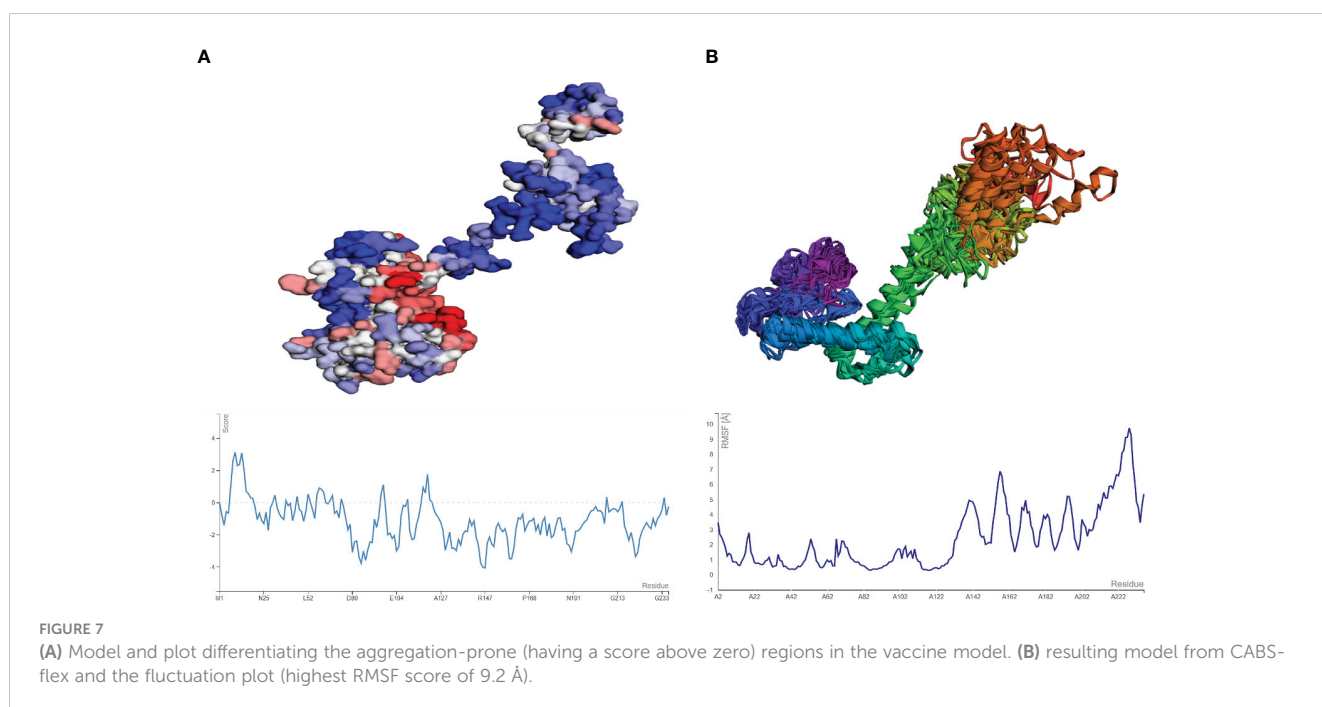 A
B
Score
4
2
0
-2
-4
Residue
M1 N25 L52 D80 E104 A127 R147 P168 N191 G213 G233
RMSF [Å]
10
9
8
7
6
5
4
3
2
1
0
-1
Residue
A2 A22 A42 A62 A82 A102 A122 A142 A162 A182 A202 A222
FIGURE 7
(A) Model and plot differentiating the aggregation-prone (having a score above zero) regions in the vaccine model. (B) resulting model from CABS-
flex and the fluctuation plot (highest RMSF score of 9.2 Å).